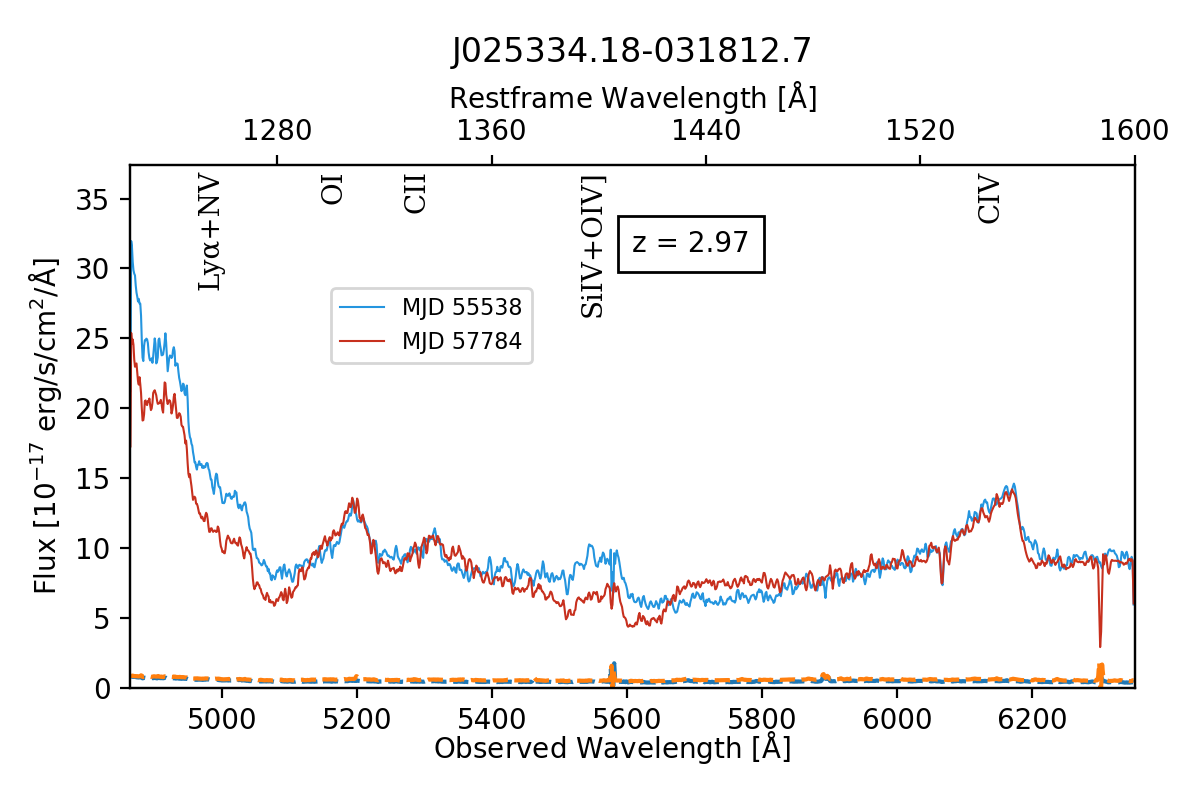 J025334.18-031812.7
Restframe Wavelength [Å]
1280 1360 1440 1520 1600
Lyα+NV
OI
CII
SiIV+OIV]
CIV
z = 2.97
MJD 55538
MJD 57784
Flux [10⁻¹⁷ erg/s/cm²/Å]
35
30
25
20
15
10
5
0
5000 5200 5400 5600 5800 6000 6200
Observed Wavelength [Å]